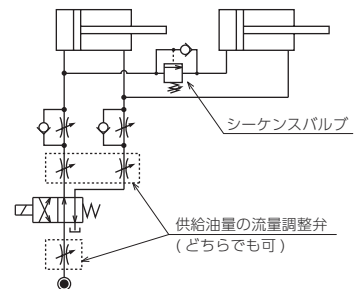 シーケンスバルブ
供給油量の流量調整弁
(どちらでも可)